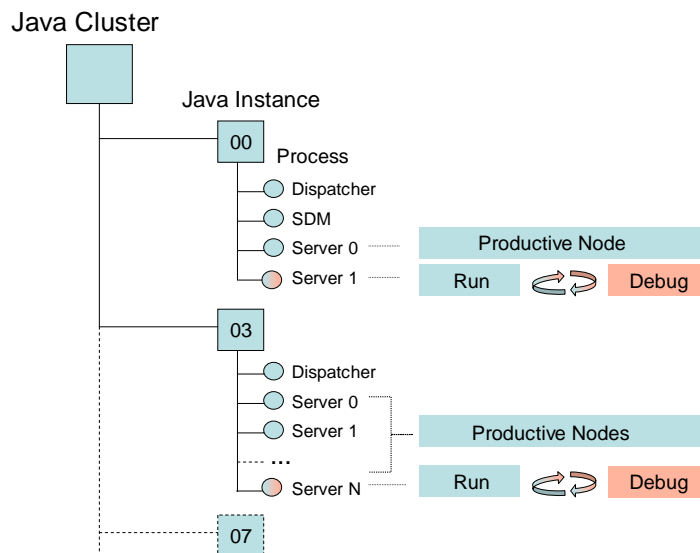 Java Cluster
Java Instance
00
Process
Dispatcher
SDM
Server 0
Productive Node
Server 1
Run
Debug
03
Dispatcher
Server 0
Server 1
Productive Nodes
...
Server N
Run
Debug
07